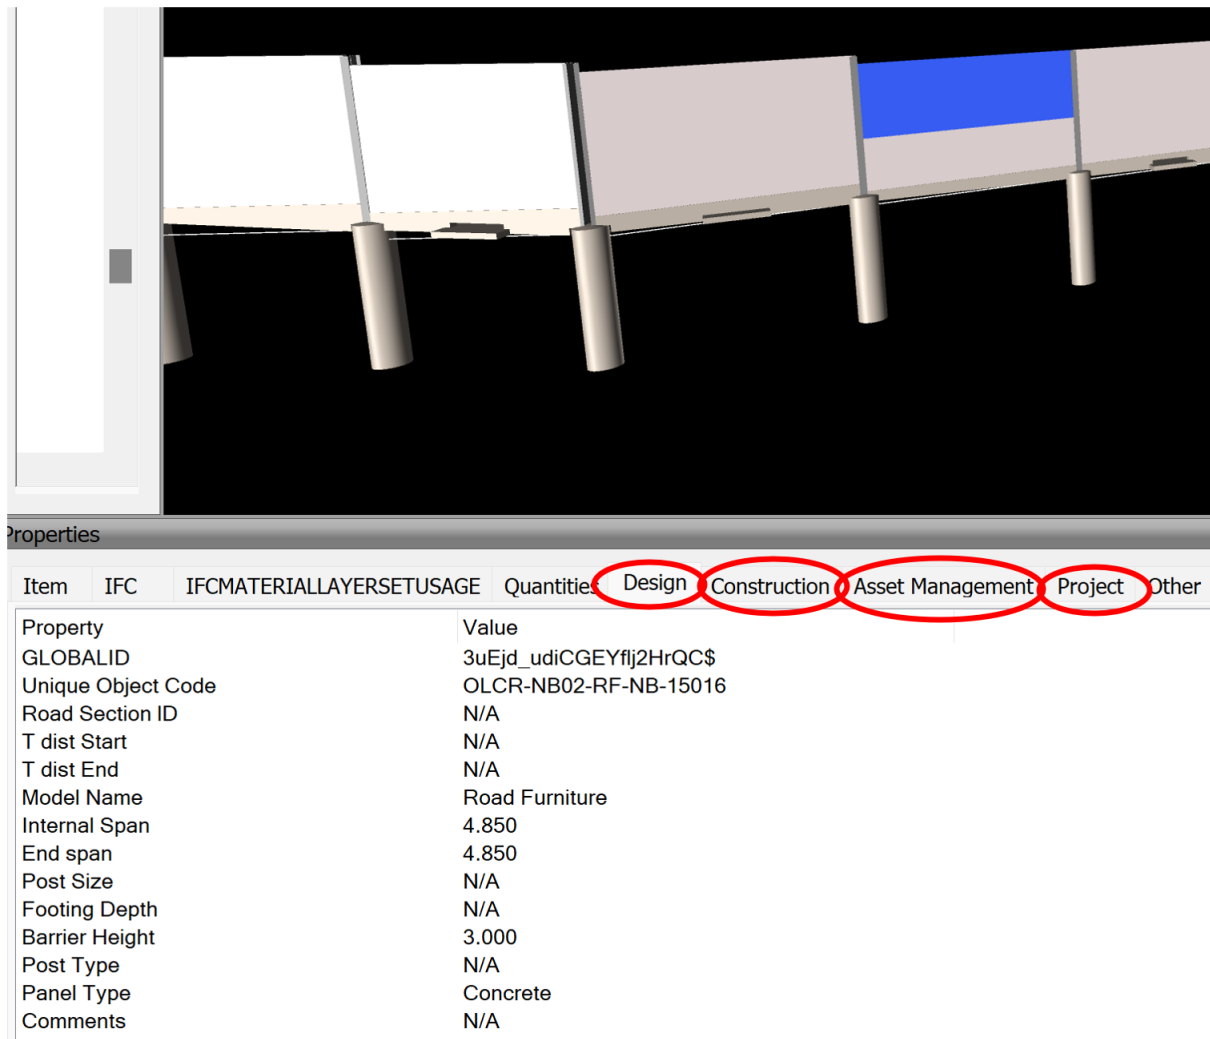 Properties
Item IFC IFCMATERIALLAYERSETUSAGE Quantities Design Construction Asset Management Project Other
Property Value
GLOBALID 3uEjd_udiCGEYflj2HrQC$
Unique Object Code OLCR-NB02-RF-NB-15016
Road Section ID N/A
T dist Start N/A
T dist End N/A
Model Name Road Furniture
Internal Span 4.850
End span 4.850
Post Size N/A
Footing Depth N/A
Barrier Height 3.000
Post Type N/A
Panel Type Concrete
Comments N/A